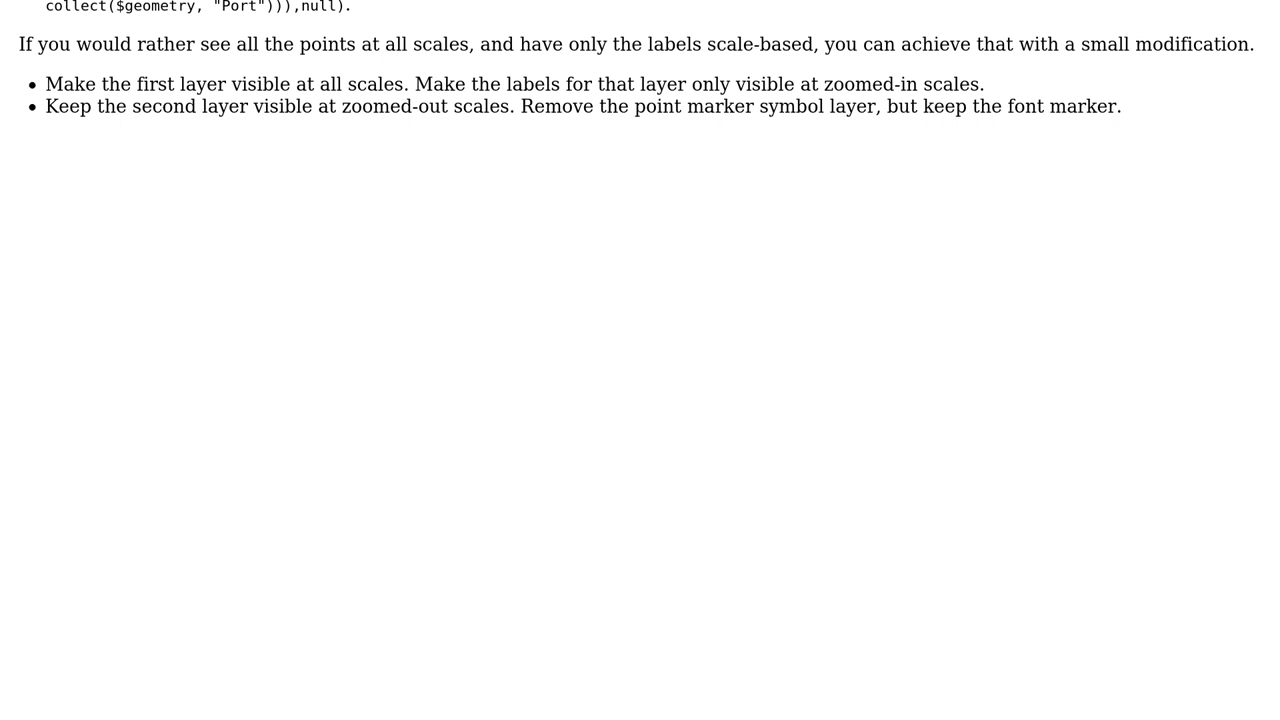 collect($geometry, "Port"))),null).
If you would rather see all the points at all scales, and have only the labels scale-based, you can achieve that with a small modification.
• Make the first layer visible at all scales. Make the labels for that layer only visible at zoomed-in scales.
• Keep the second layer visible at zoomed-out scales. Remove the point marker symbol layer, but keep the font marker.